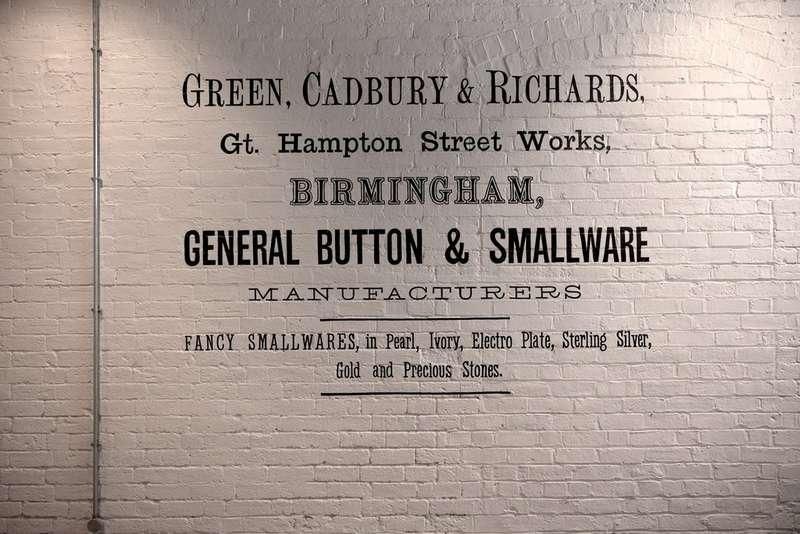 GREEN, CADBURY & RICHARDS,
Gt. Hampton Street Works,
BIRMINGHAM,
GENERAL BUTTON & SMALLWARE
MANUFACTURERS
FANCY SMALLWARES, in Pearl, Ivory, Electro Plate, Sterling Silver,
Gold and Precious Stones.